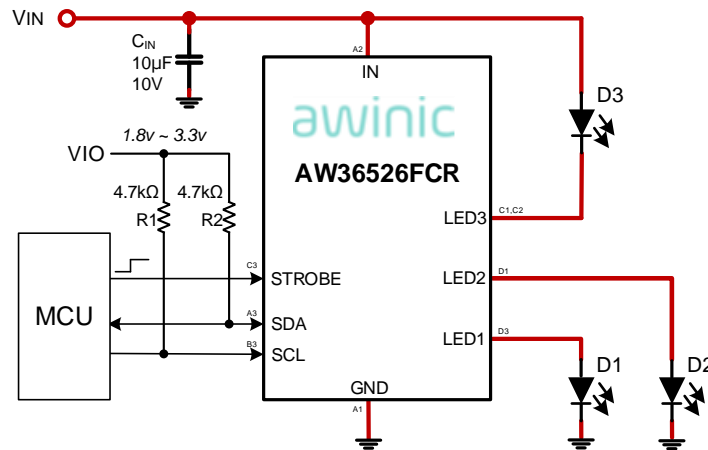 VIN
CIN
10µF
10V
A2
IN
awinic
AW36526FCR
D3
1.8v ~ 3.3v
VIO
4.7kΩ
4.7kΩ
R1
R2
C1,C2
LED3
MCU
C3
STROBE
D1
LED2
A3
SDA
D3
LED1
B3
SCL
D1
D2
GND
A1